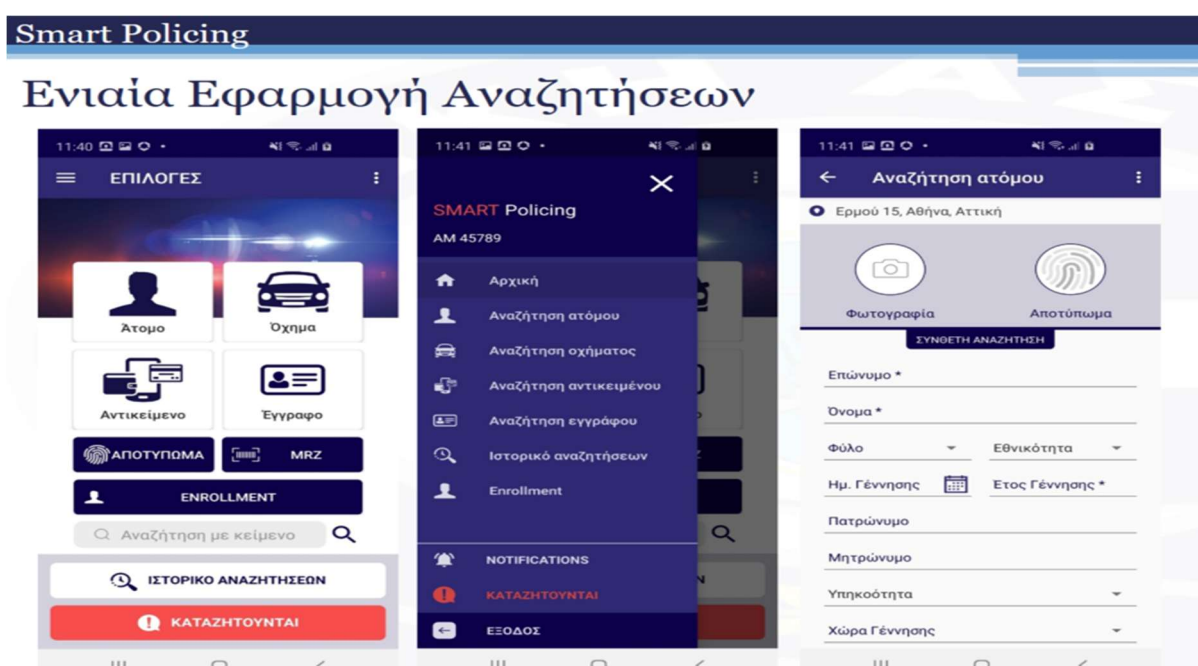 Smart Policing
Ενιαία Εφαρμογή Αναζητήσεων
11:40
ΕΠΙΛΟΓΕΣ
Άτομο
Όχημα
Αντικείμενο
Έγγραφο
ΑΠΟΤΥΠΩΜΑ
MRZ
ENROLLMENT
Αναζήτηση με κείμενο
ΙΣΤΟΡΙΚΟ ΑΝΑΖΗΤΗΣΕΩΝ
ΚΑΤΑΖΗΤΟΥΝΤΑΙ
11:41
SMART Policing
ΑΜ 45789
Αρχική
Αναζήτηση ατόμου
Αναζήτηση οχήματος
Αναζήτηση αντικειμένου
Αναζήτηση εγγράφου
Ιστορικό αναζητήσεων
Enrollment
NOTIFICATIONS
ΚΑΤΑΖΗΤΟΥΝΤΑΙ
ΕΞΟΔΟΣ
11:41
Αναζήτηση ατόμου
Ερμού 15, Αθήνα, Αττική
Φωτογραφία
Αποτύπωμα
ΣΥΝΘΕΤΗ ΑΝΑΖΗΤΗΣΗ
Επώνυμο *
Όνομα *
Φύλο
Εθνικότητα
Ημ. Γέννησης
Έτος Γέννησης *
Πατρώνυμο
Μητρώνυμο
Υπηκοότητα
Χώρα Γέννησης